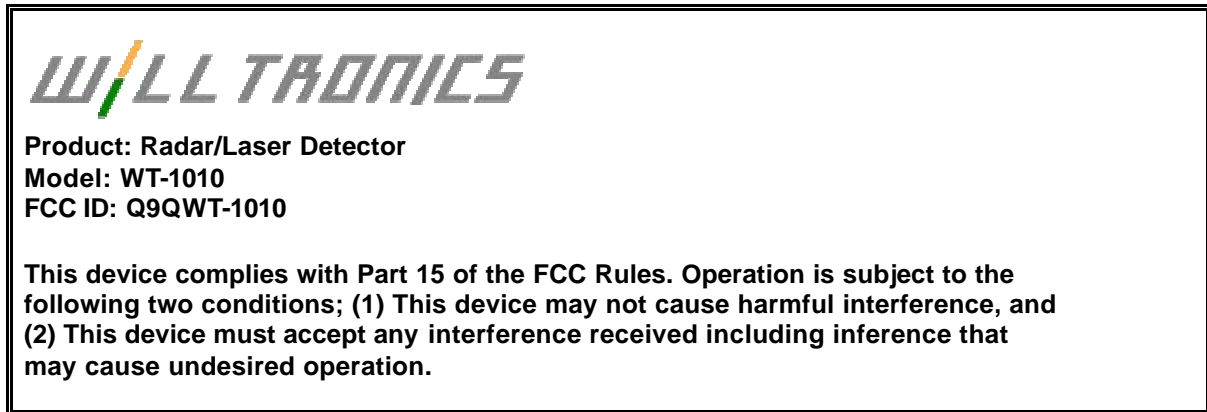 WILL TRONICS
Product: Radar/Laser Detector
Model: WT-1010
FCC ID: Q9QWT-1010
This device complies with Part 15 of the FCC Rules. Operation is subject to the
following two conditions; (1) This device may not cause harmful interference, and
(2) This device must accept any interference received including inference that
may cause undesired operation.